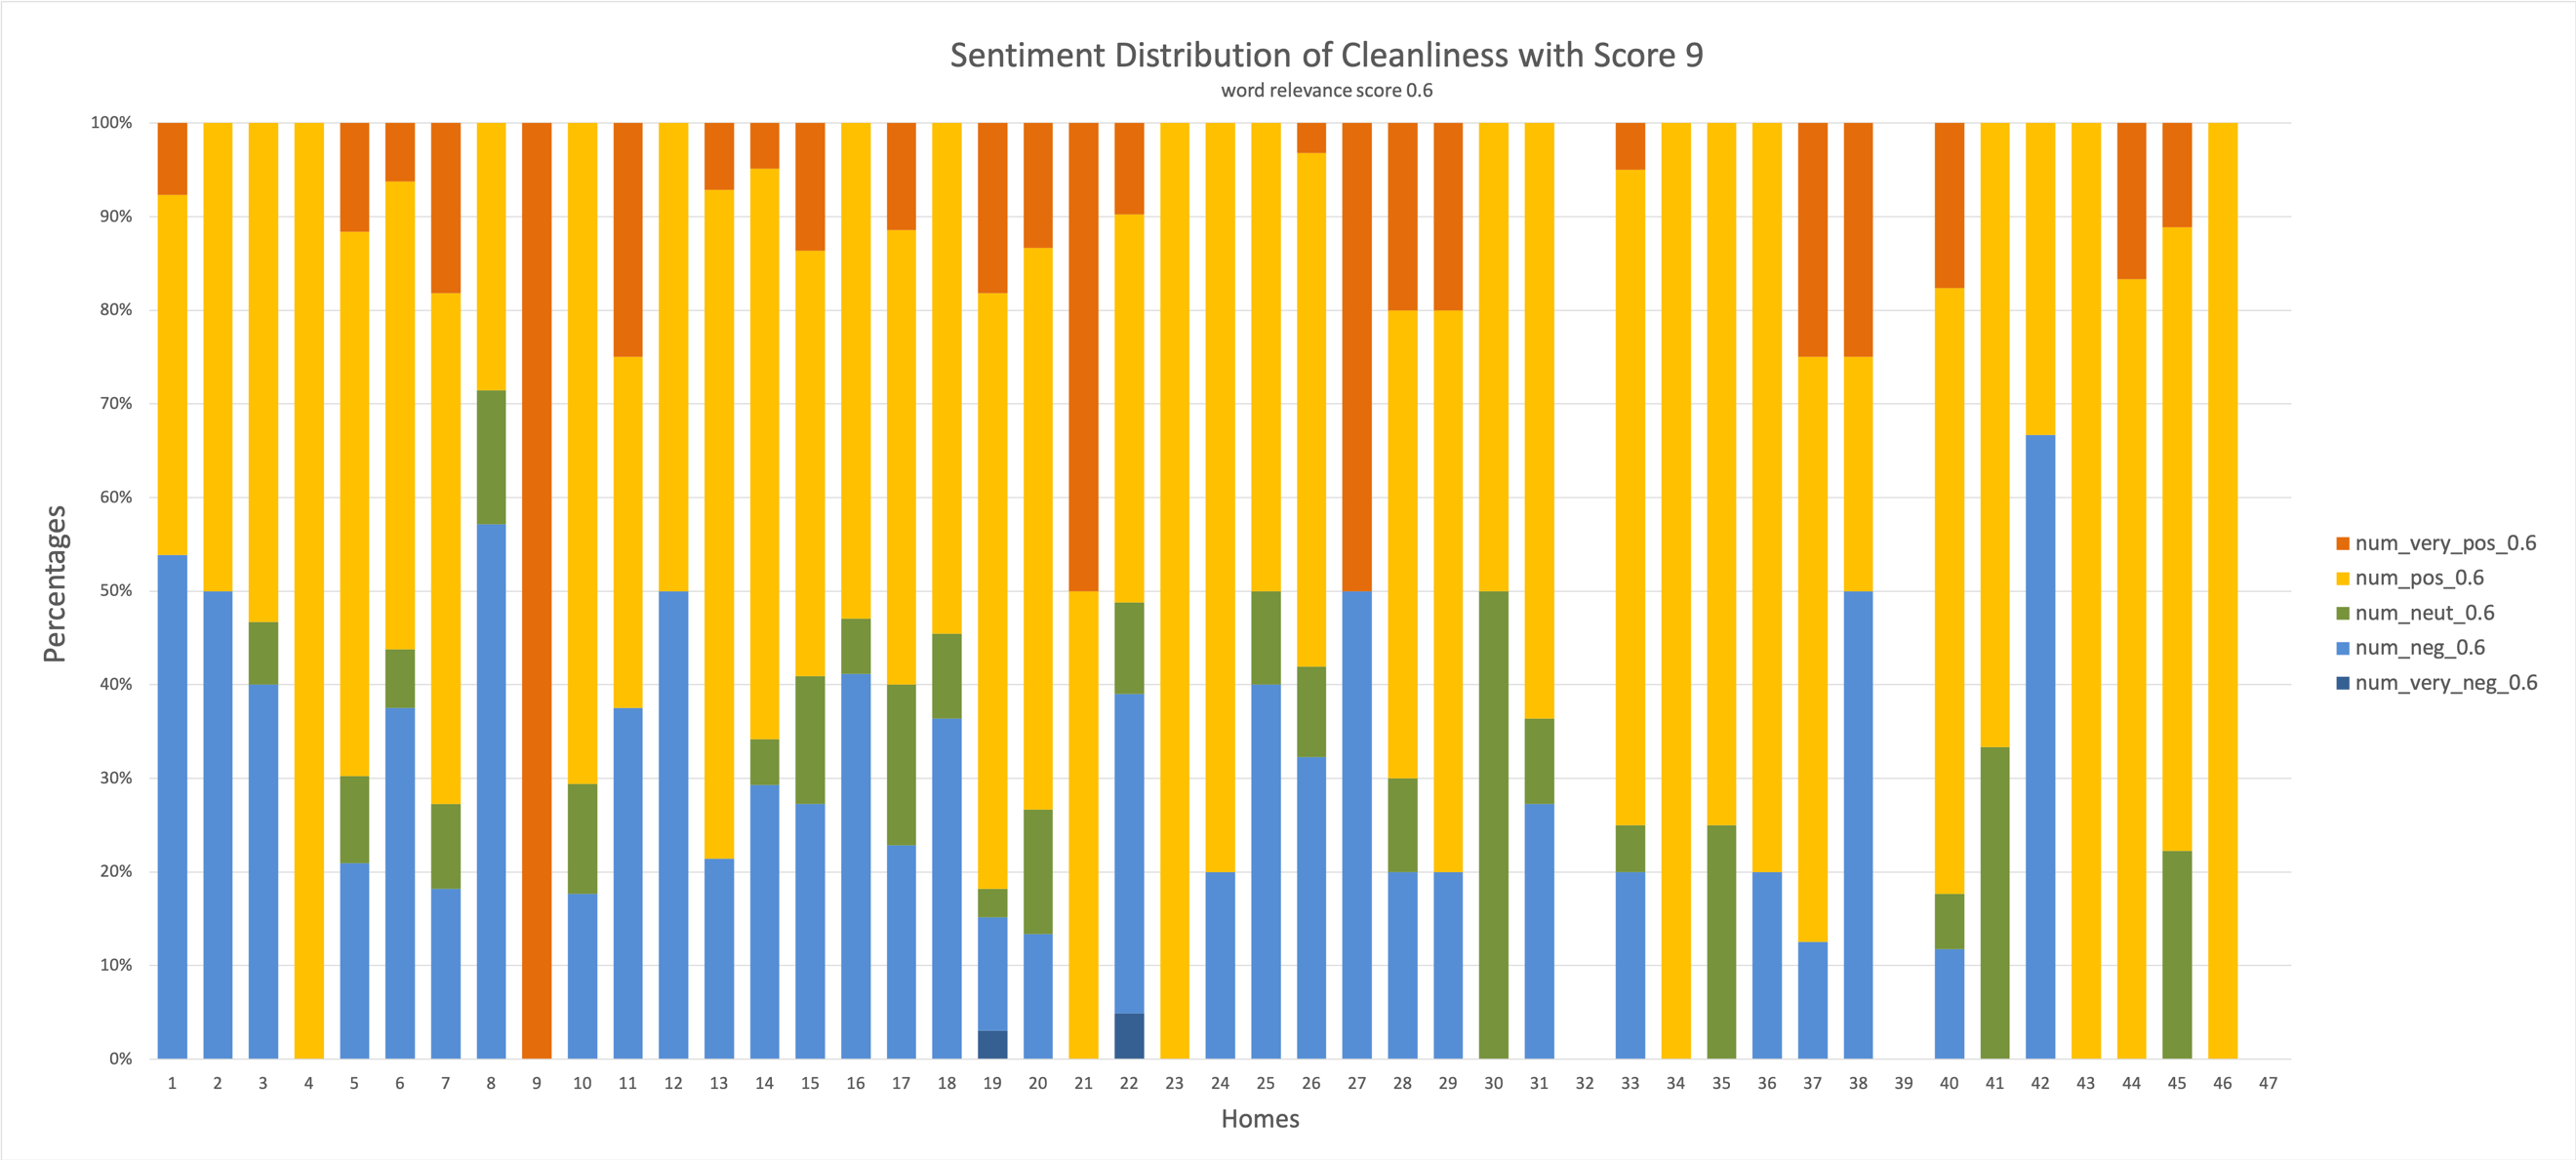 Sentiment Distribution of Cleanliness with Score 9
word relevance score 0.6
100%
90%
80%
70%
60%
50%
40%
30%
20%
10%
0%
Percentages
1 2 3 4 5 6 7 8 9 10 11 12 13 14 15 16 17 18 19 20 21 22 23 24 25 26 27 28 29 30 31 32 33 34 35 36 37 38 39 40 41 42 43 44 45 46 47
Homes
num_very_pos_0.6
num_pos_0.6
num_neut_0.6
num_neg_0.6
num_very_neg_0.6